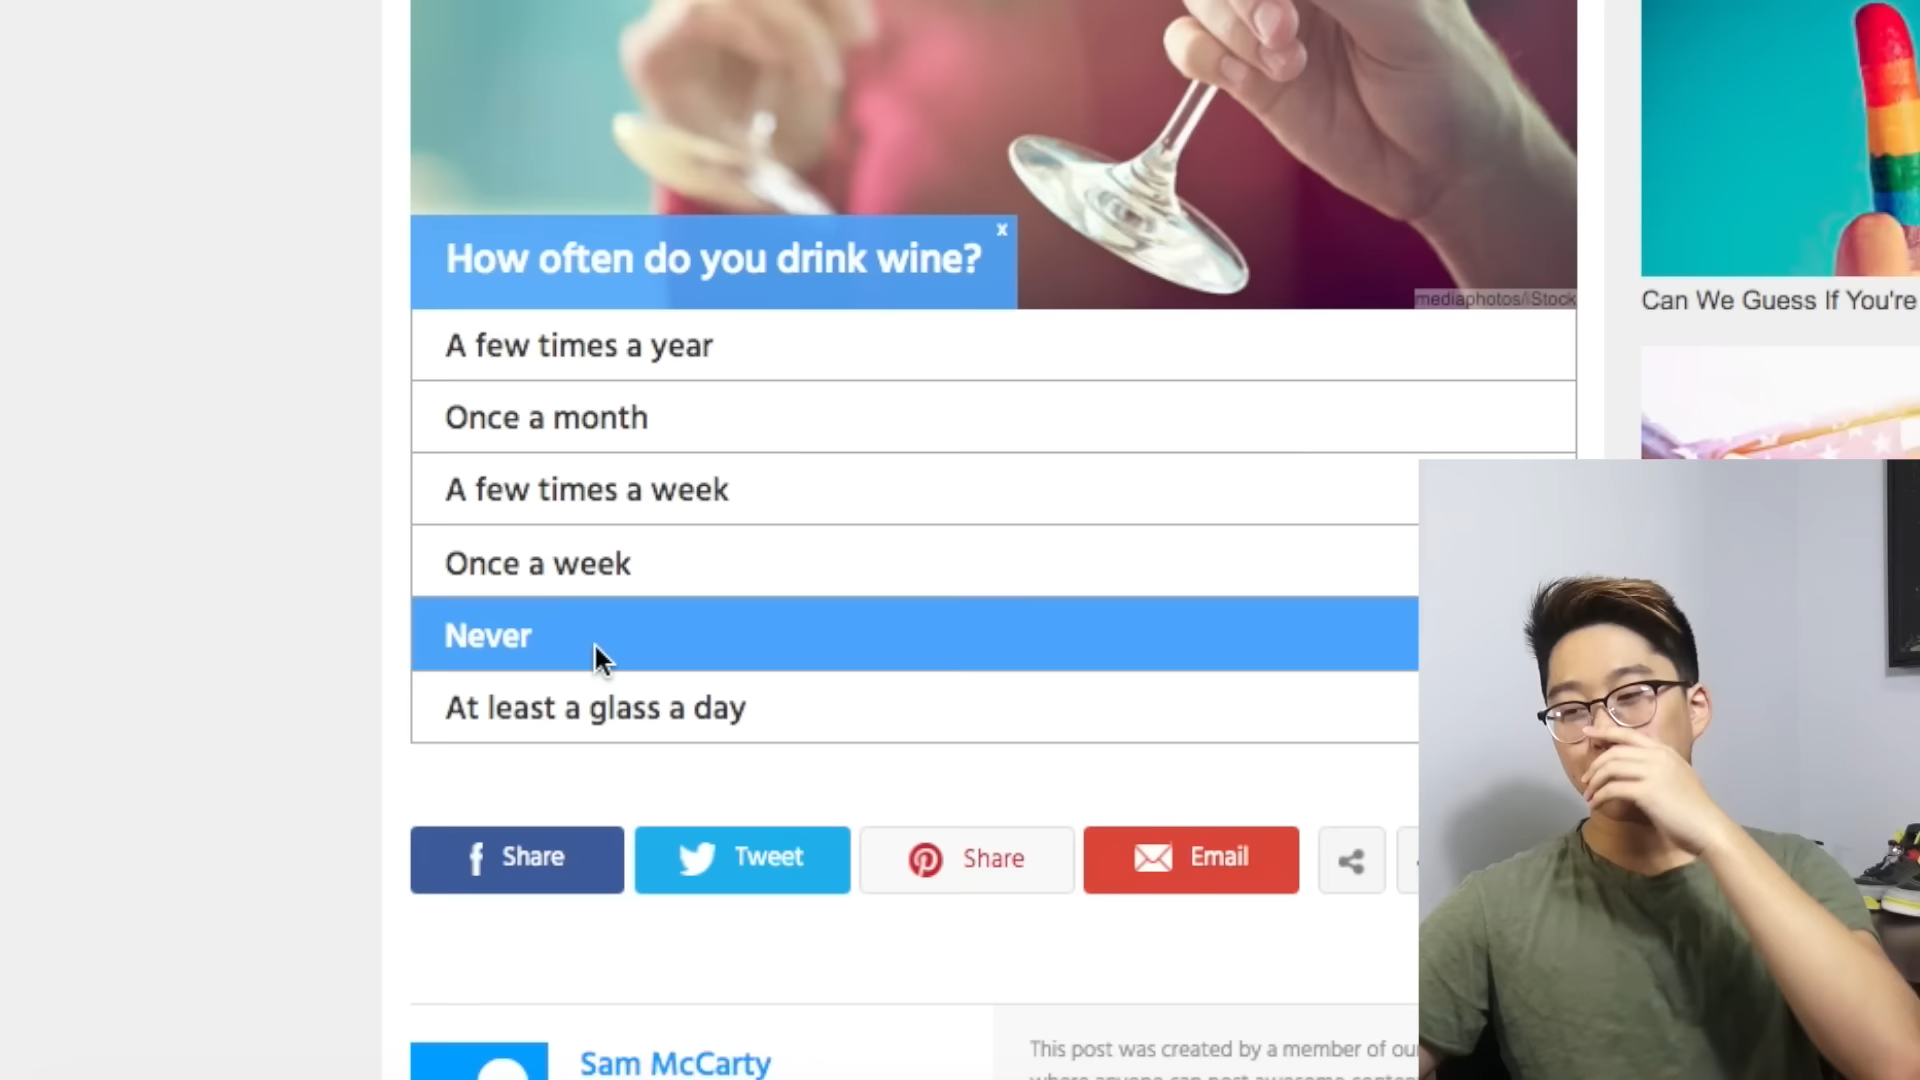 How often do you drink wine?
x
mediaphotos/iStock
A few times a year
Once a month
A few times a week
Once a week
Never
At least a glass a day
Share
Tweet
Share
Email
Sam McCarty
This post was created by a member of our
Can We Guess If You're